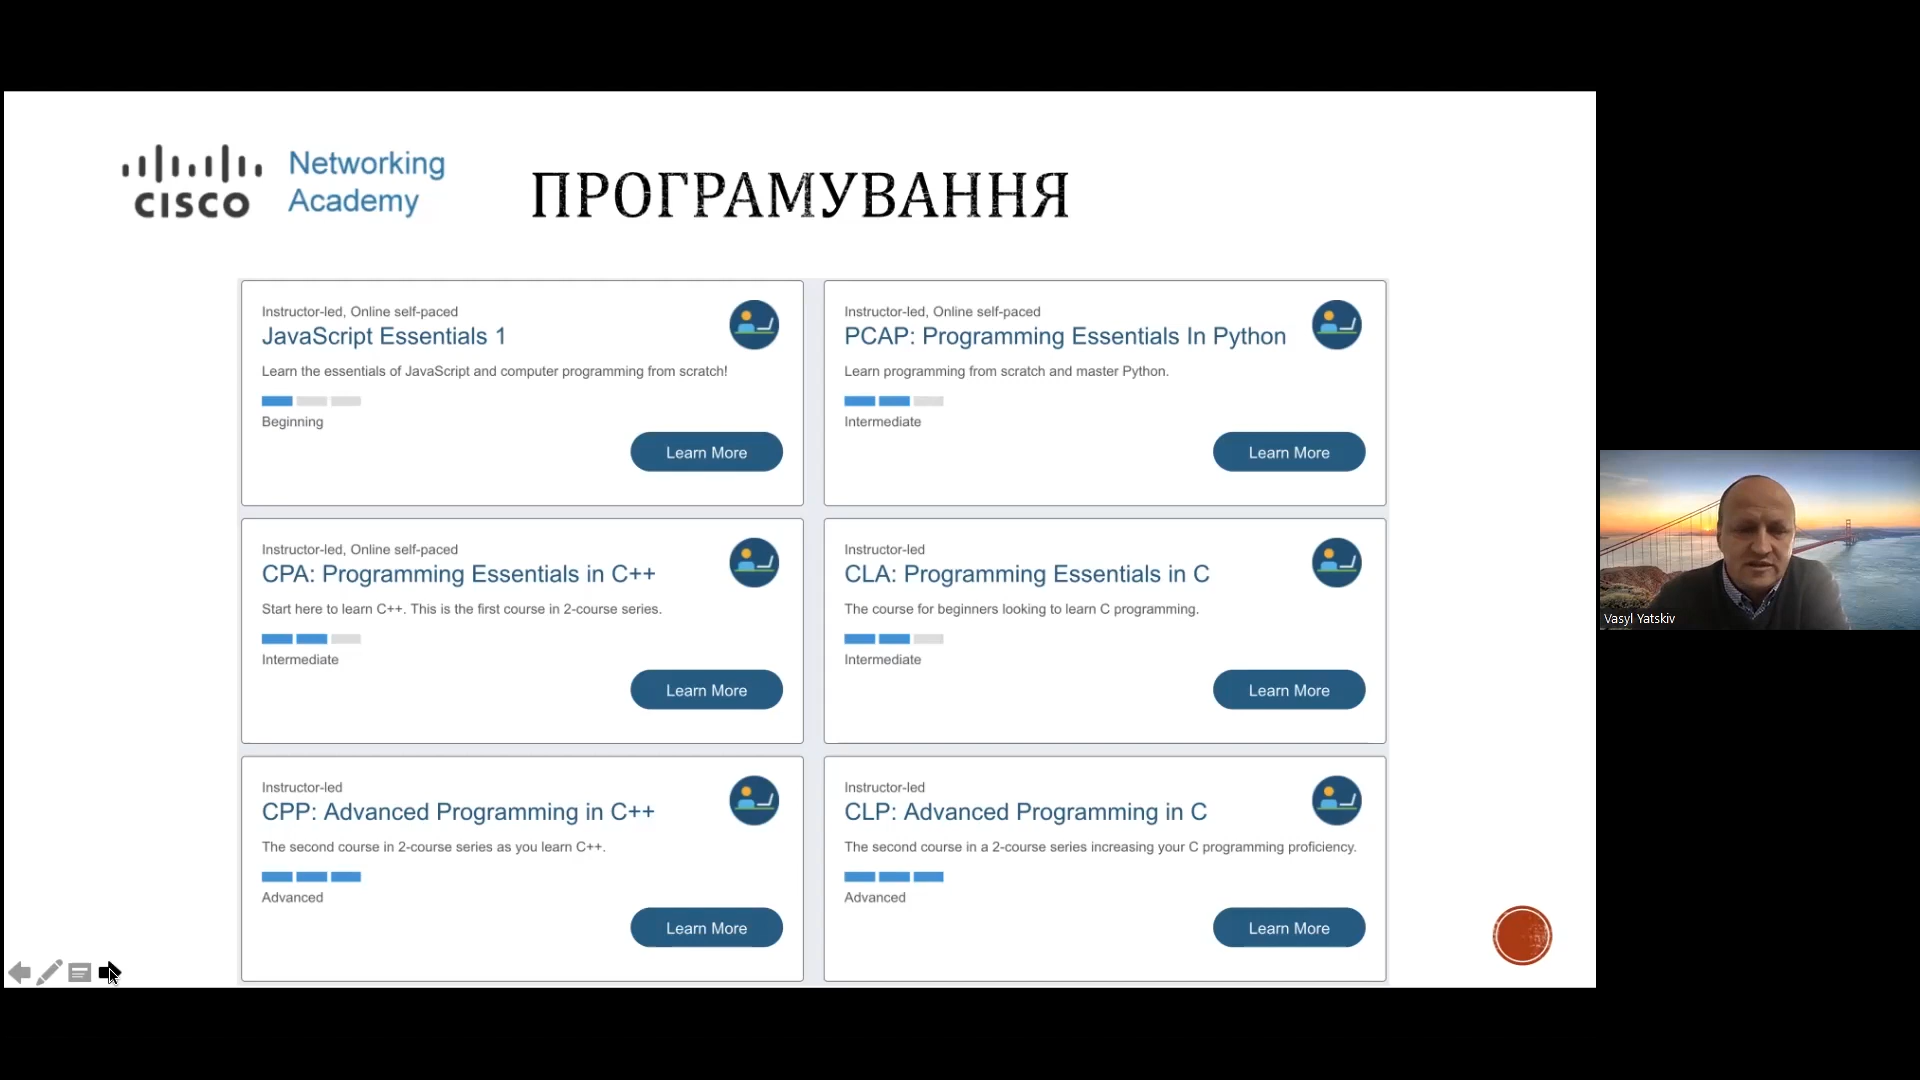 CISCO
Networking
Academy
ПРОГРАМУВАННЯ
Instructor-led, Online self-paced
JavaScript Essentials 1
Learn the essentials of JavaScript and computer programming from scratch!
Beginning
Learn More
Instructor-led, Online self-paced
PCAP: Programming Essentials In Python
Learn programming from scratch and master Python.
Intermediate
Learn More
Instructor-led, Online self-paced
CPA: Programming Essentials in C++
Start here to learn C++. This is the first course in 2-course series.
Intermediate
Learn More
Instructor-led
CLA: Programming Essentials in C
The course for beginners looking to learn C programming.
Intermediate
Learn More
Instructor-led
CPP: Advanced Programming in C++
The second course in 2-course series as you learn C++.
Advanced
Learn More
Instructor-led
CLP: Advanced Programming in C
The second course in a 2-course series increasing your C programming proficiency.
Advanced
Learn More
Vasyl Yatskiv